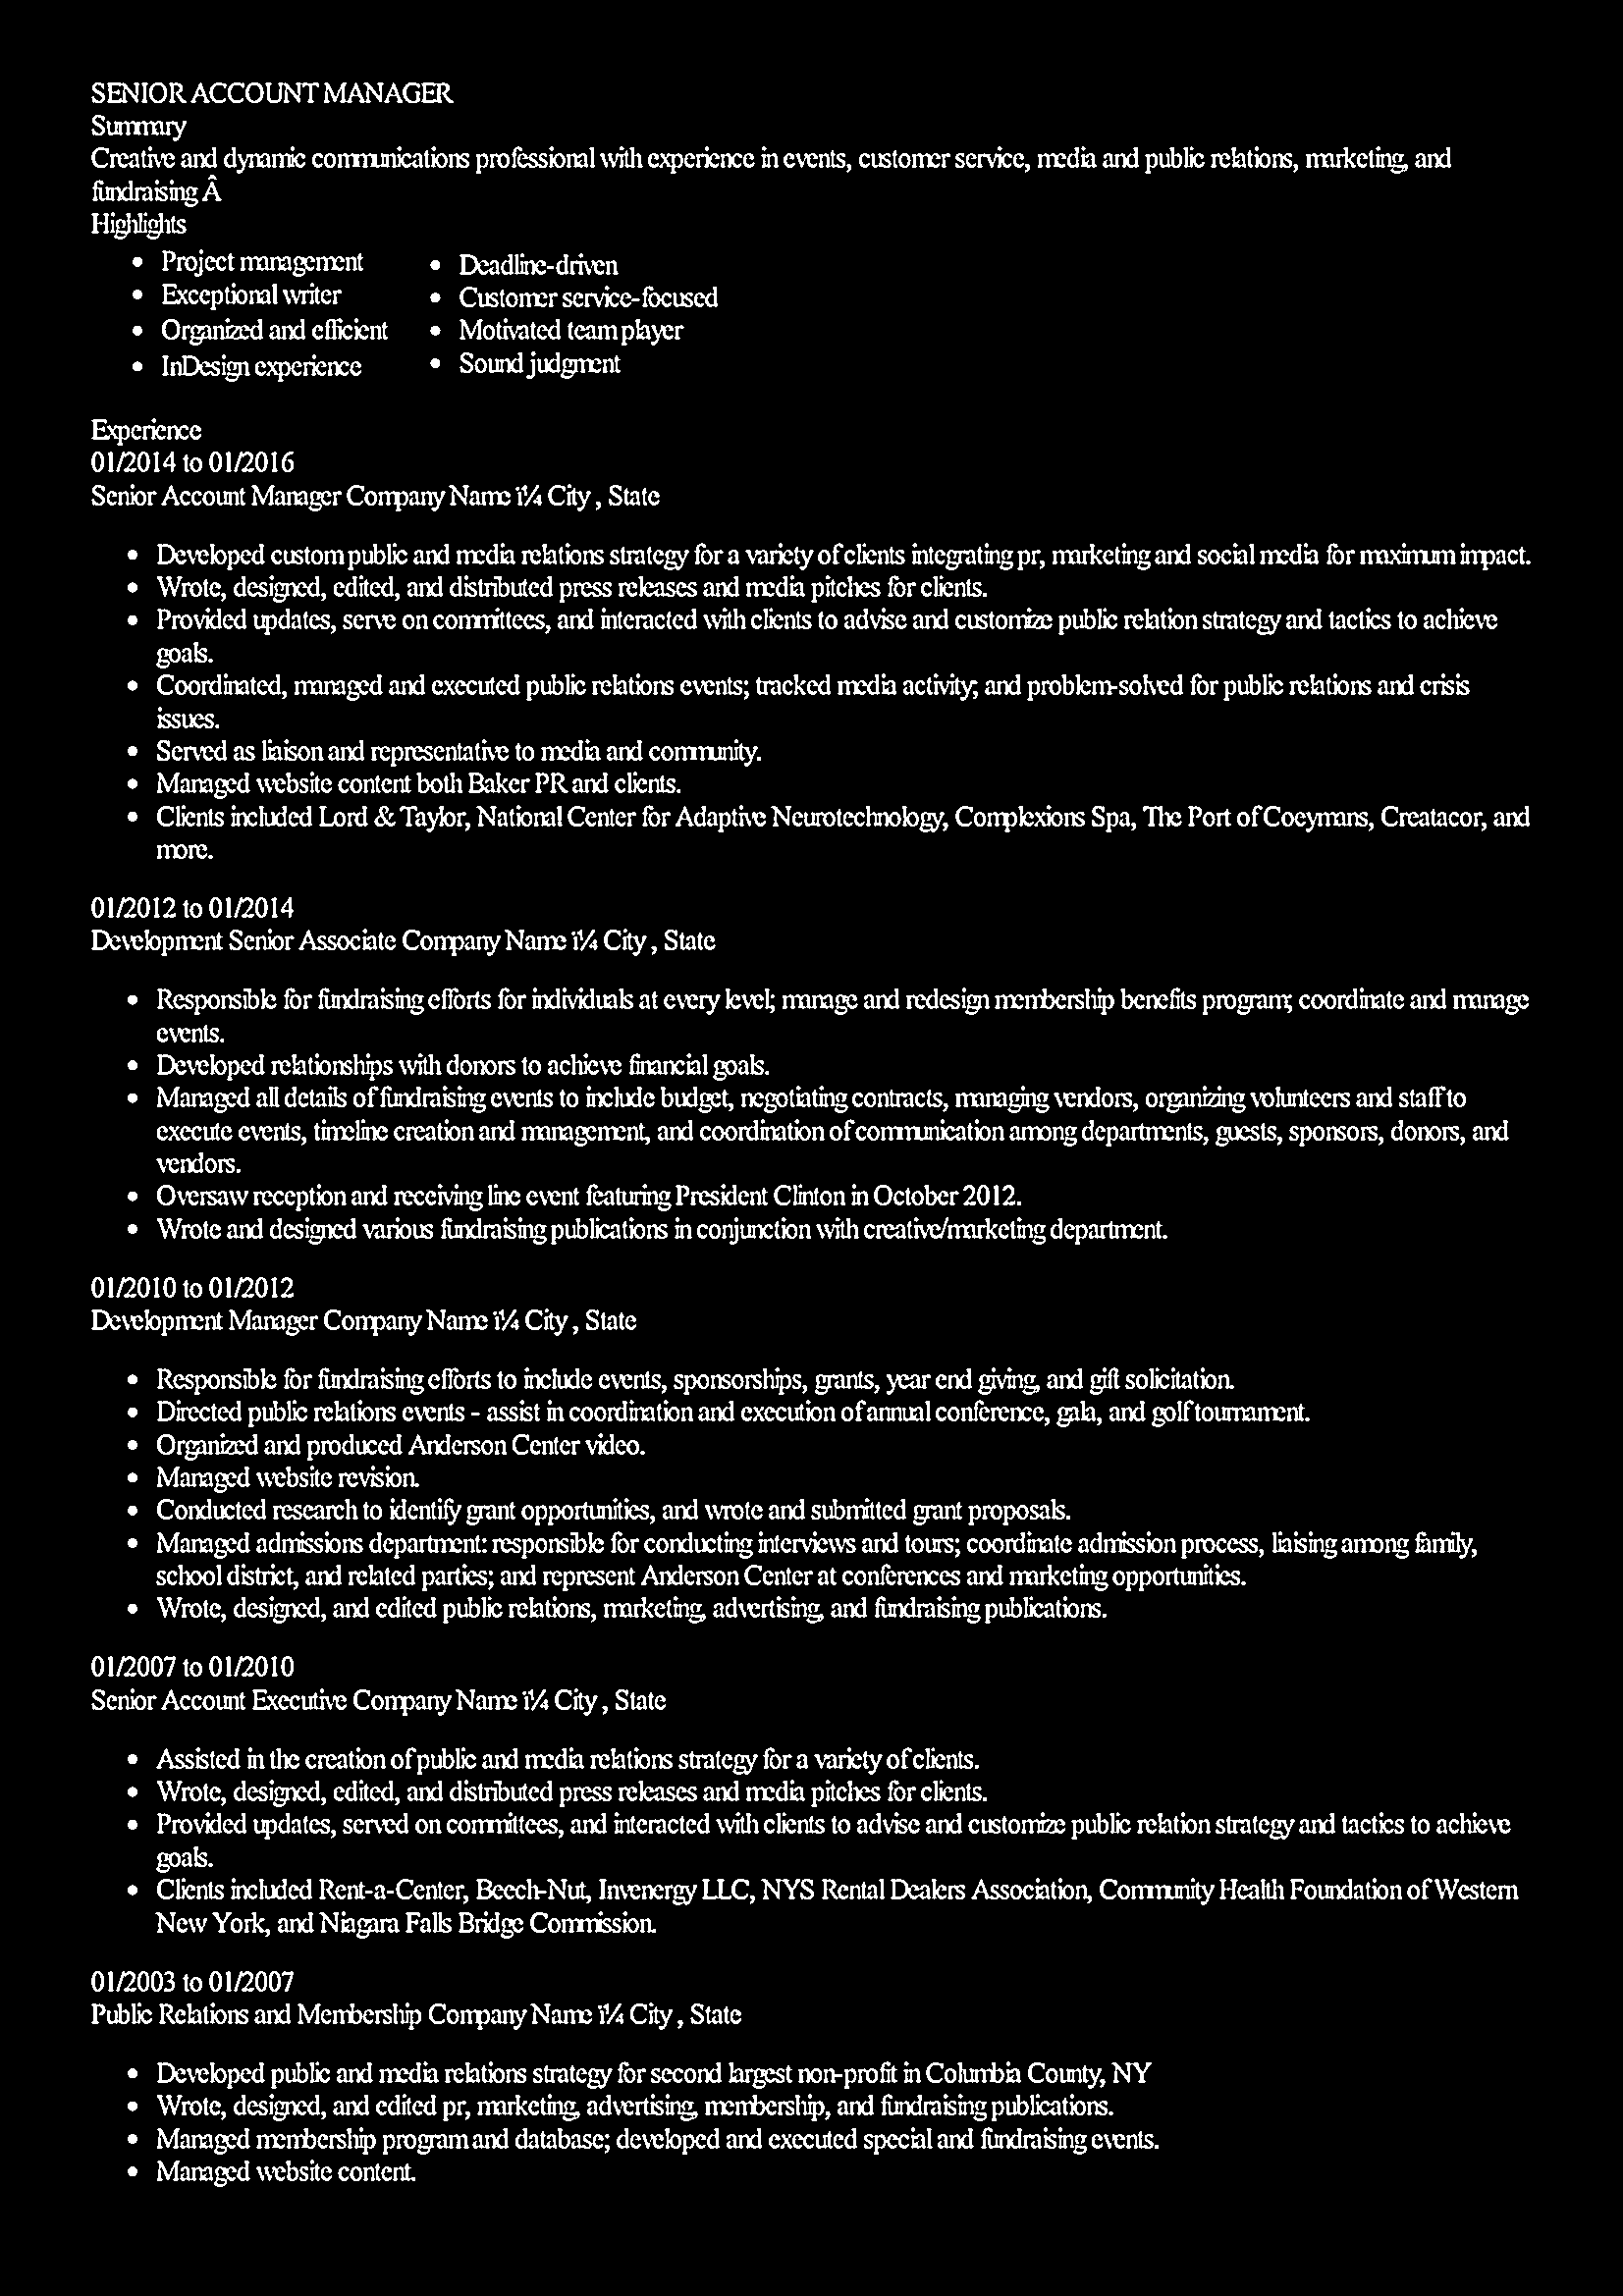 SENIOR ACCOUNT MANAGER
Summary
Creative and dynamic communications professional with experience in events, customer service, media and public relations, marketing, and
fundraising Â
Highlights
• Project management
• Exceptional writer
• Organized and efficient
• InDesign experience
• Deadline-driven
• Customer service-focused
• Motivated team player
• Sound judgment
Experience
01/2014 to 01/2016
Senior Account Manager Company Name ï¼ City , State
• Developed custom public and media relations strategy for a variety of clients integrating pr, marketing and social media for maximum impact.
• Wrote, designed, edited, and distributed press releases and media pitches for clients.
• Provided updates, serve on committees, and interacted with clients to advise and customize public relation strategy and tactics to achieve
goals.
• Coordinated, managed and executed public relations events; tracked media activity; and problem-solved for public relations and crisis
issues.
• Served as liaison and representative to media and community.
• Managed website content both Baker PR and clients.
• Clients included Lord & Taylor, National Center for Adaptive Neurotechnology, Complexions Spa, The Port of Coeymans, Creatacor, and
more.
01/2012 to 01/2014
Development Senior Associate Company Name ï¼ City , State
• Responsible for fundraising efforts for individuals at every level; manage and redesign membership benefits program; coordinate and manage
events.
• Developed relationships with donors to achieve financial goals.
• Managed all details of fundraising events to include budget, negotiating contracts, managing vendors, organizing volunteers and staff to
execute events, timeline creation and management, and coordination of communication among departments, guests, sponsors, donors, and
vendors.
• Oversaw reception and receiving line event featuring President Clinton in October 2012.
• Wrote and designed various fundraising publications in conjunction with creative/marketing department.
01/2010 to 01/2012
Development Manager Company Name ï¼ City , State
• Responsible for fundraising efforts to include events, sponsorships, grants, year end giving, and gift solicitation.
• Directed public relations events - assist in coordination and execution of annual conference, gala, and golf tournament.
• Organized and produced Anderson Center video.
• Managed website revision.
• Conducted research to identify grant opportunities, and wrote and submitted grant proposals.
• Managed admissions department: responsible for conducting interviews and tours; coordinate admission process, liaising among family,
school district, and related parties; and represent Anderson Center at conferences and marketing opportunities.
• Wrote, designed, and edited public relations, marketing, advertising, and fundraising publications.
01/2007 to 01/2010
Senior Account Executive Company Name ï¼ City , State
• Assisted in the creation of public and media relations strategy for a variety of clients.
• Wrote, designed, edited, and distributed press releases and media pitches for clients.
• Provided updates, served on committees, and interacted with clients to advise and customize public relation strategy and tactics to achieve
goals.
• Clients included Rent-a-Center, Beech-Nut, Invenergy LLC, NYS Rental Dealers Association, Community Health Foundation of Western
New York, and Niagara Falls Bridge Commission.
01/2003 to 01/2007
Public Relations and Membership Company Name ï¼ City , State
• Developed public and media relations strategy for second largest non-profit in Columbia County, NY
• Wrote, designed, and edited pr, marketing, advertising, membership, and fundraising publications.
• Managed membership program and database; developed and executed special and fundraising events.
• Managed website content.